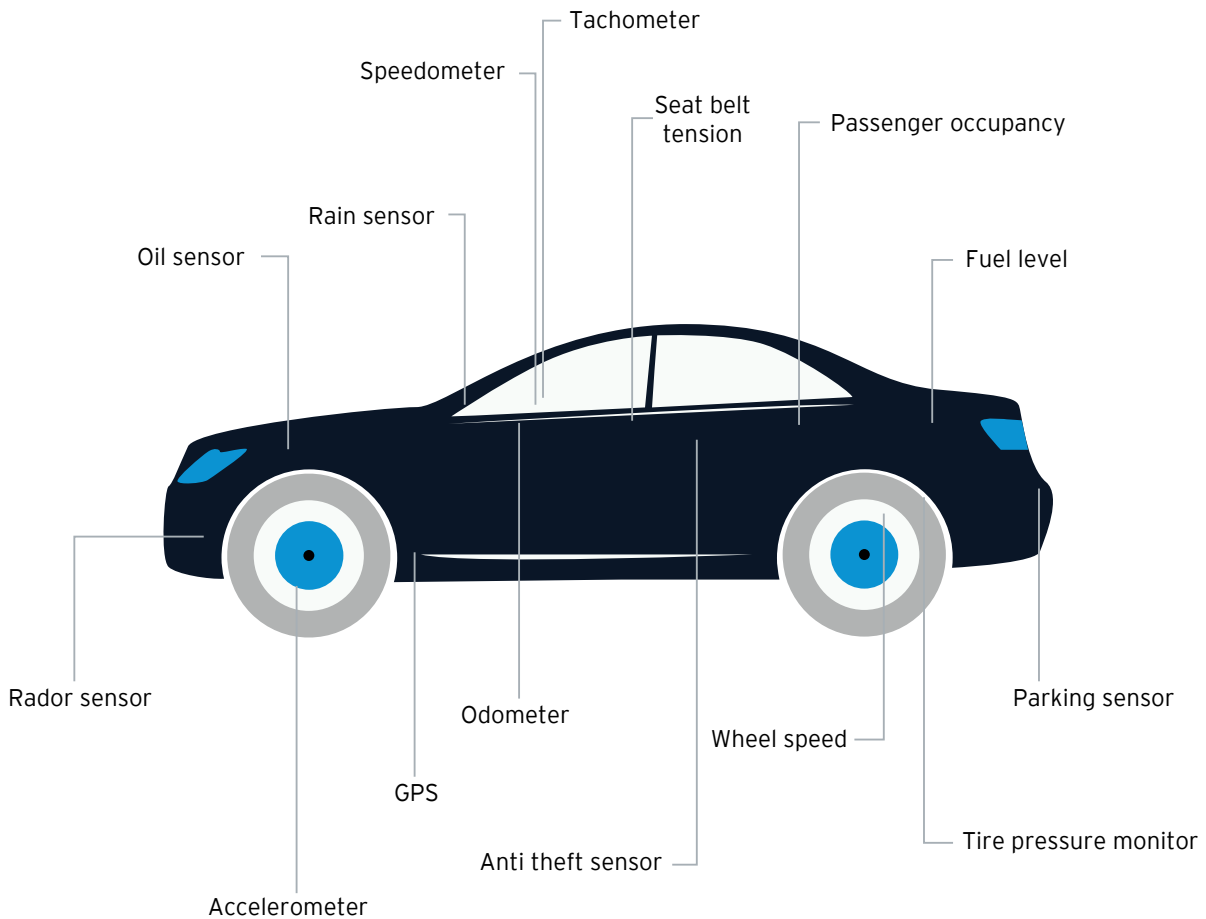 Tachometer
Speedometer
Seat belt
tension
Passenger occupancy
Rain sensor
Oil sensor
Fuel level
Rador sensor
Parking sensor
Odometer
Wheel speed
GPS
Tire pressure monitor
Anti theft sensor
Accelerometer